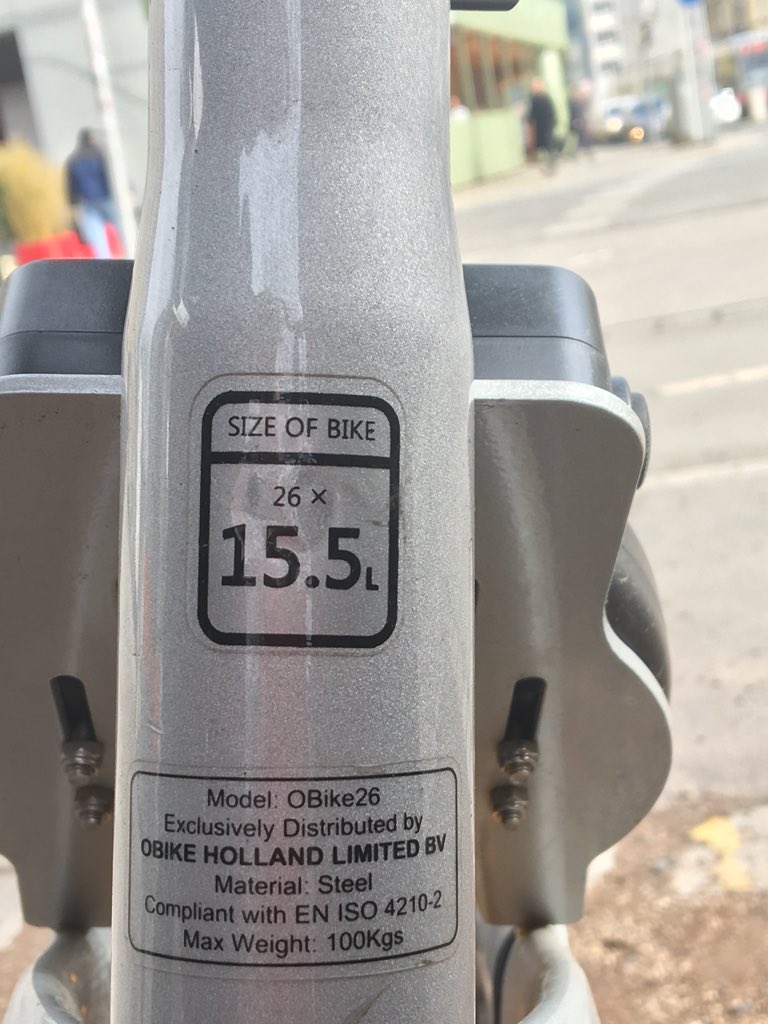 SIZE OF BIKE
26 ×
15.5L
Model: OBike26
Exclusively Distributed by
OBIKE HOLLAND LIMITED BV
Material: Steel
Compliant with EN ISO 4210-2
Max Weight: 100Kgs